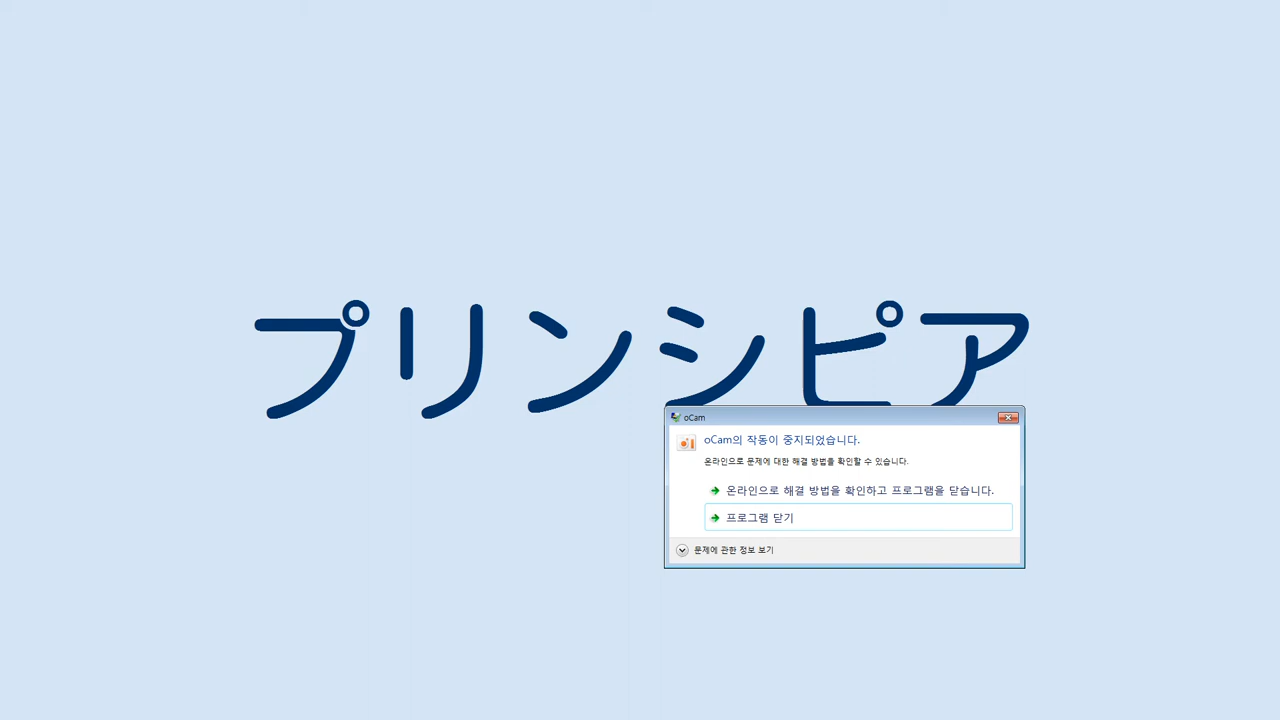 プリンシピア
oCam
oCam의 작동이 중지되었습니다.
온라인으로 문제에 대한 해결 방법을 확인할 수 있습니다.
온라인으로 해결 방법을 확인하고 프로그램을 닫습니다.
프로그램 닫기
문제에 관한 정보 보기